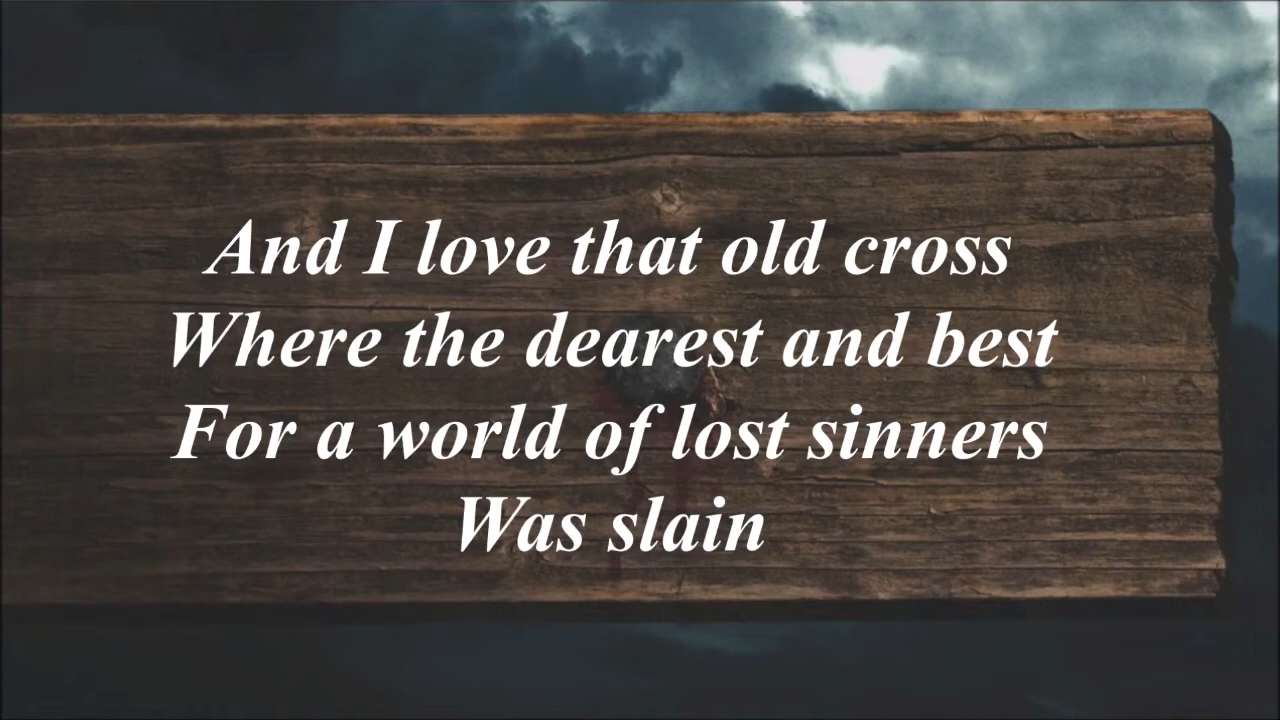 And I love that old cross
Where the dearest and best
For a world of lost sinners
Was slain